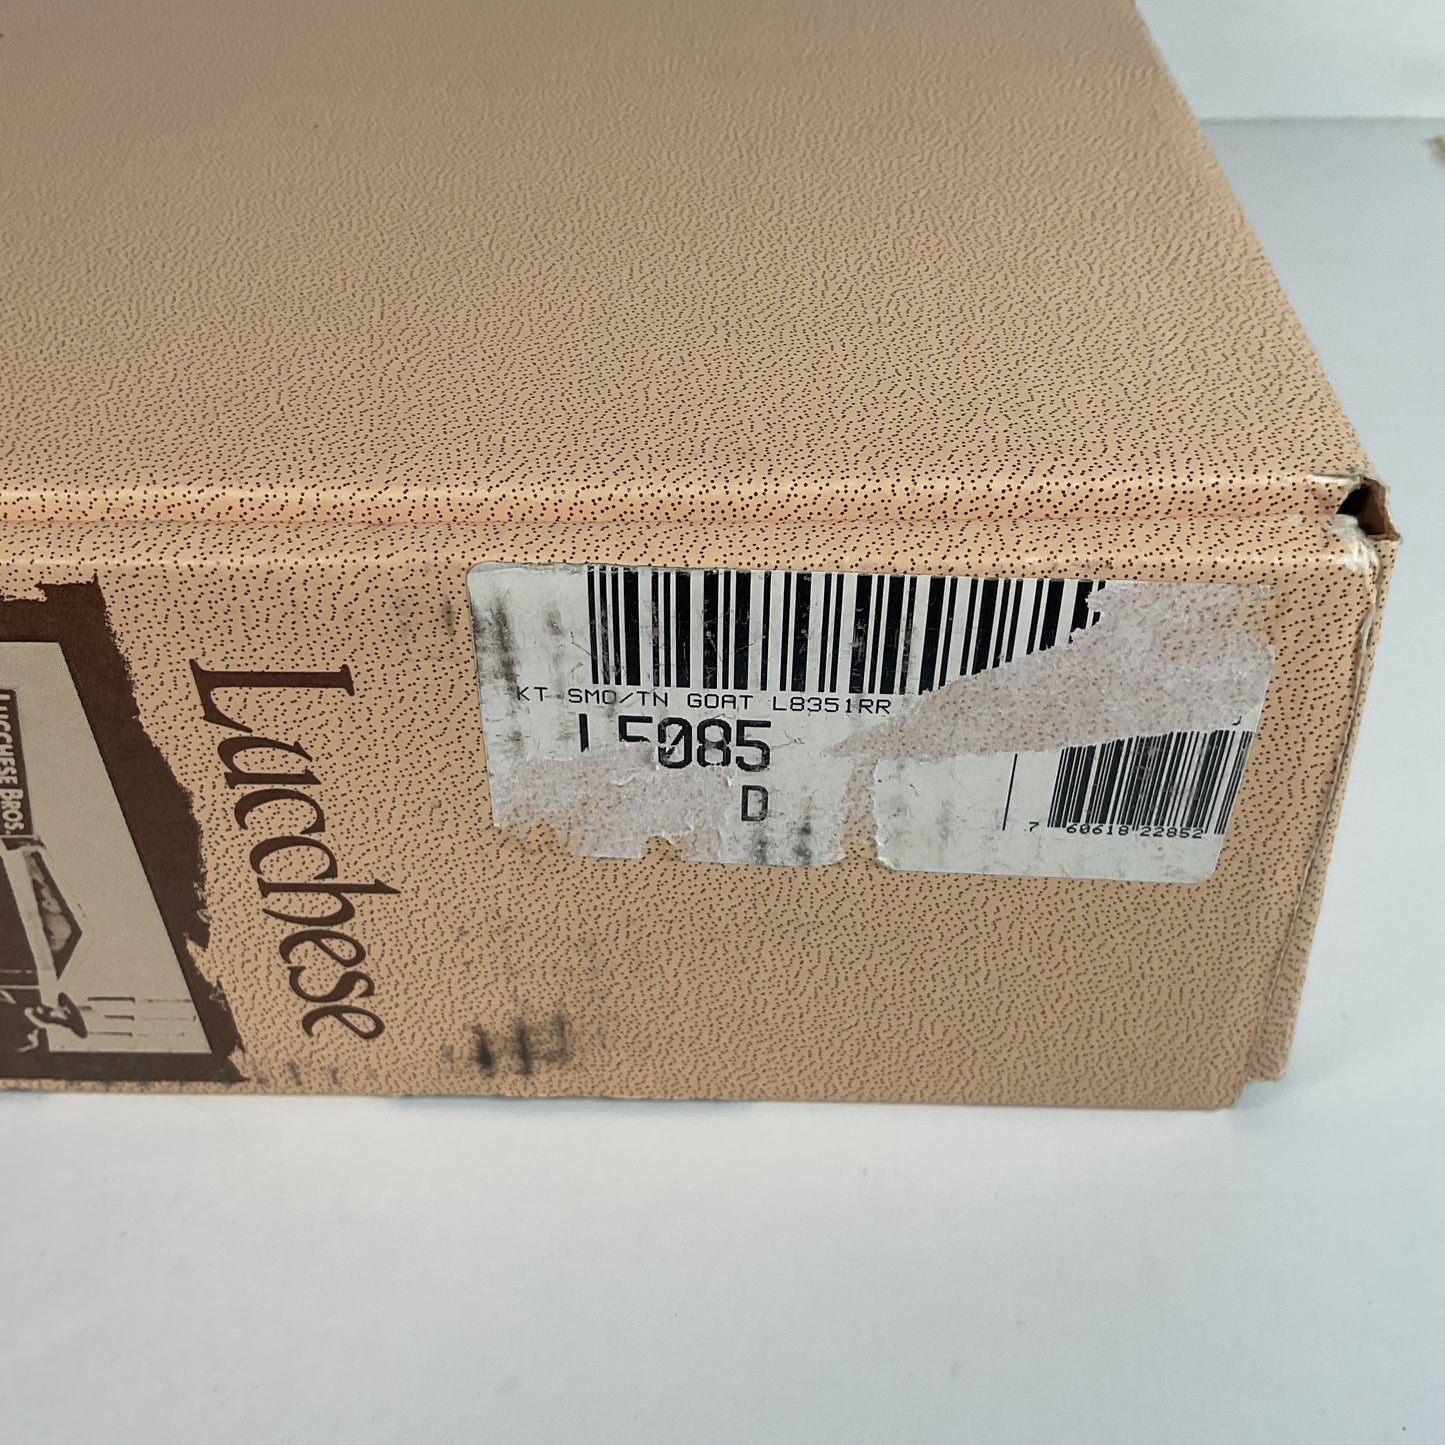 LUCCHESE BROS.
Lucchese
KT SMO/TN GOAT L8351RR
L5085
D
7 60618 22852